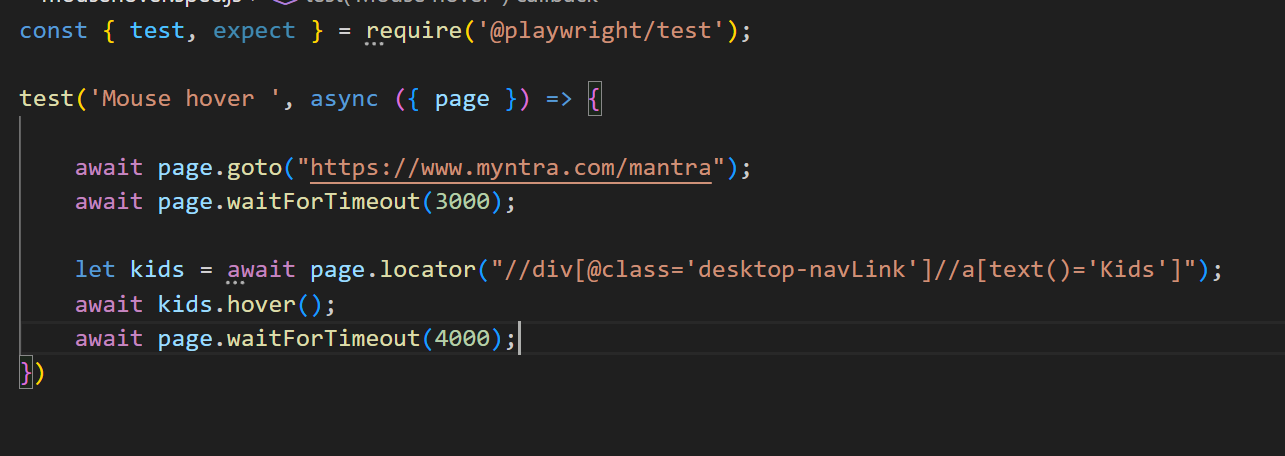 const { test, expect } = require('@playwright/test');
test('Mouse hover ', async ({ page }) => {
await page.goto("https://www.myntra.com/mantra");
await page.waitForTimeout(3000);
let kids = await page.locator("//div[@class='desktop-navLink']//a[text()='Kids']");
await kids.hover();
await page.waitForTimeout(4000);
})